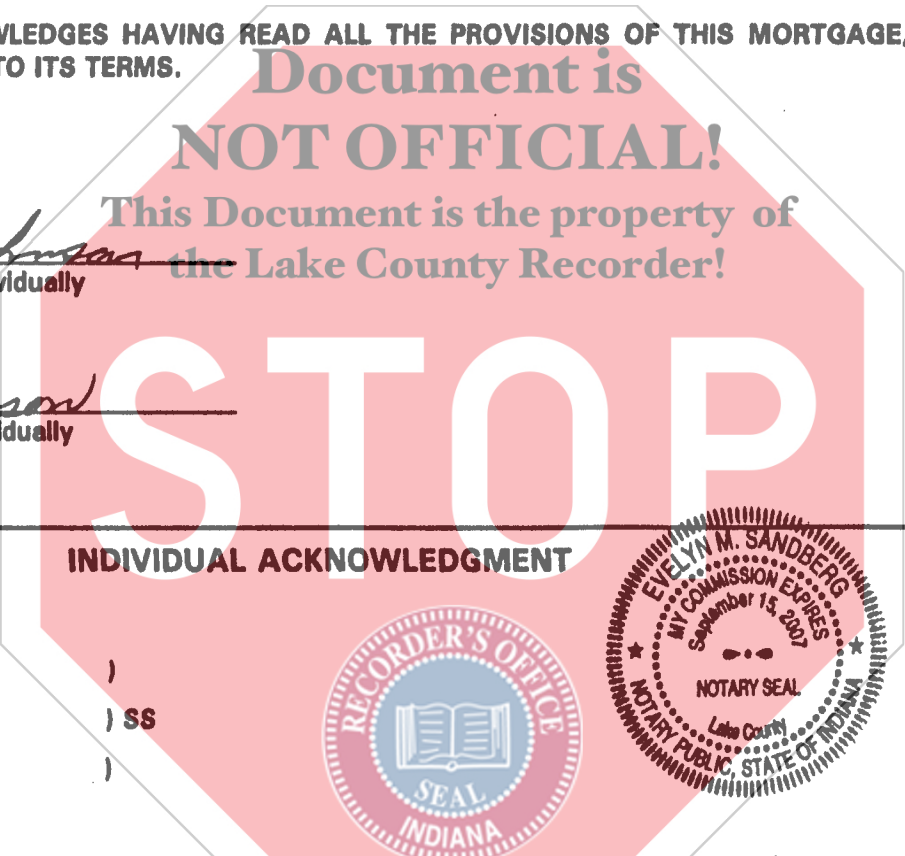 WLEDGES HAVING READ ALL THE PROVISIONS OF THIS MORTGAGE,
TO ITS TERMS.
Document is
NOT OFFICIAL!
This Document is the property of
the Lake County Recorder!
vidually
idually
STOP
INDIVIDUAL ACKNOWLEDGMENT
)
) SS
)
EVELYN M. SANDBERG
MY COMMISSION EXPIRES
September 15, 2007
NOTARY SEAL
Lake County
NOTARY PUBLIC, STATE OF INDIANA
RECORDER'S OFFICE
SEAL
INDIANA